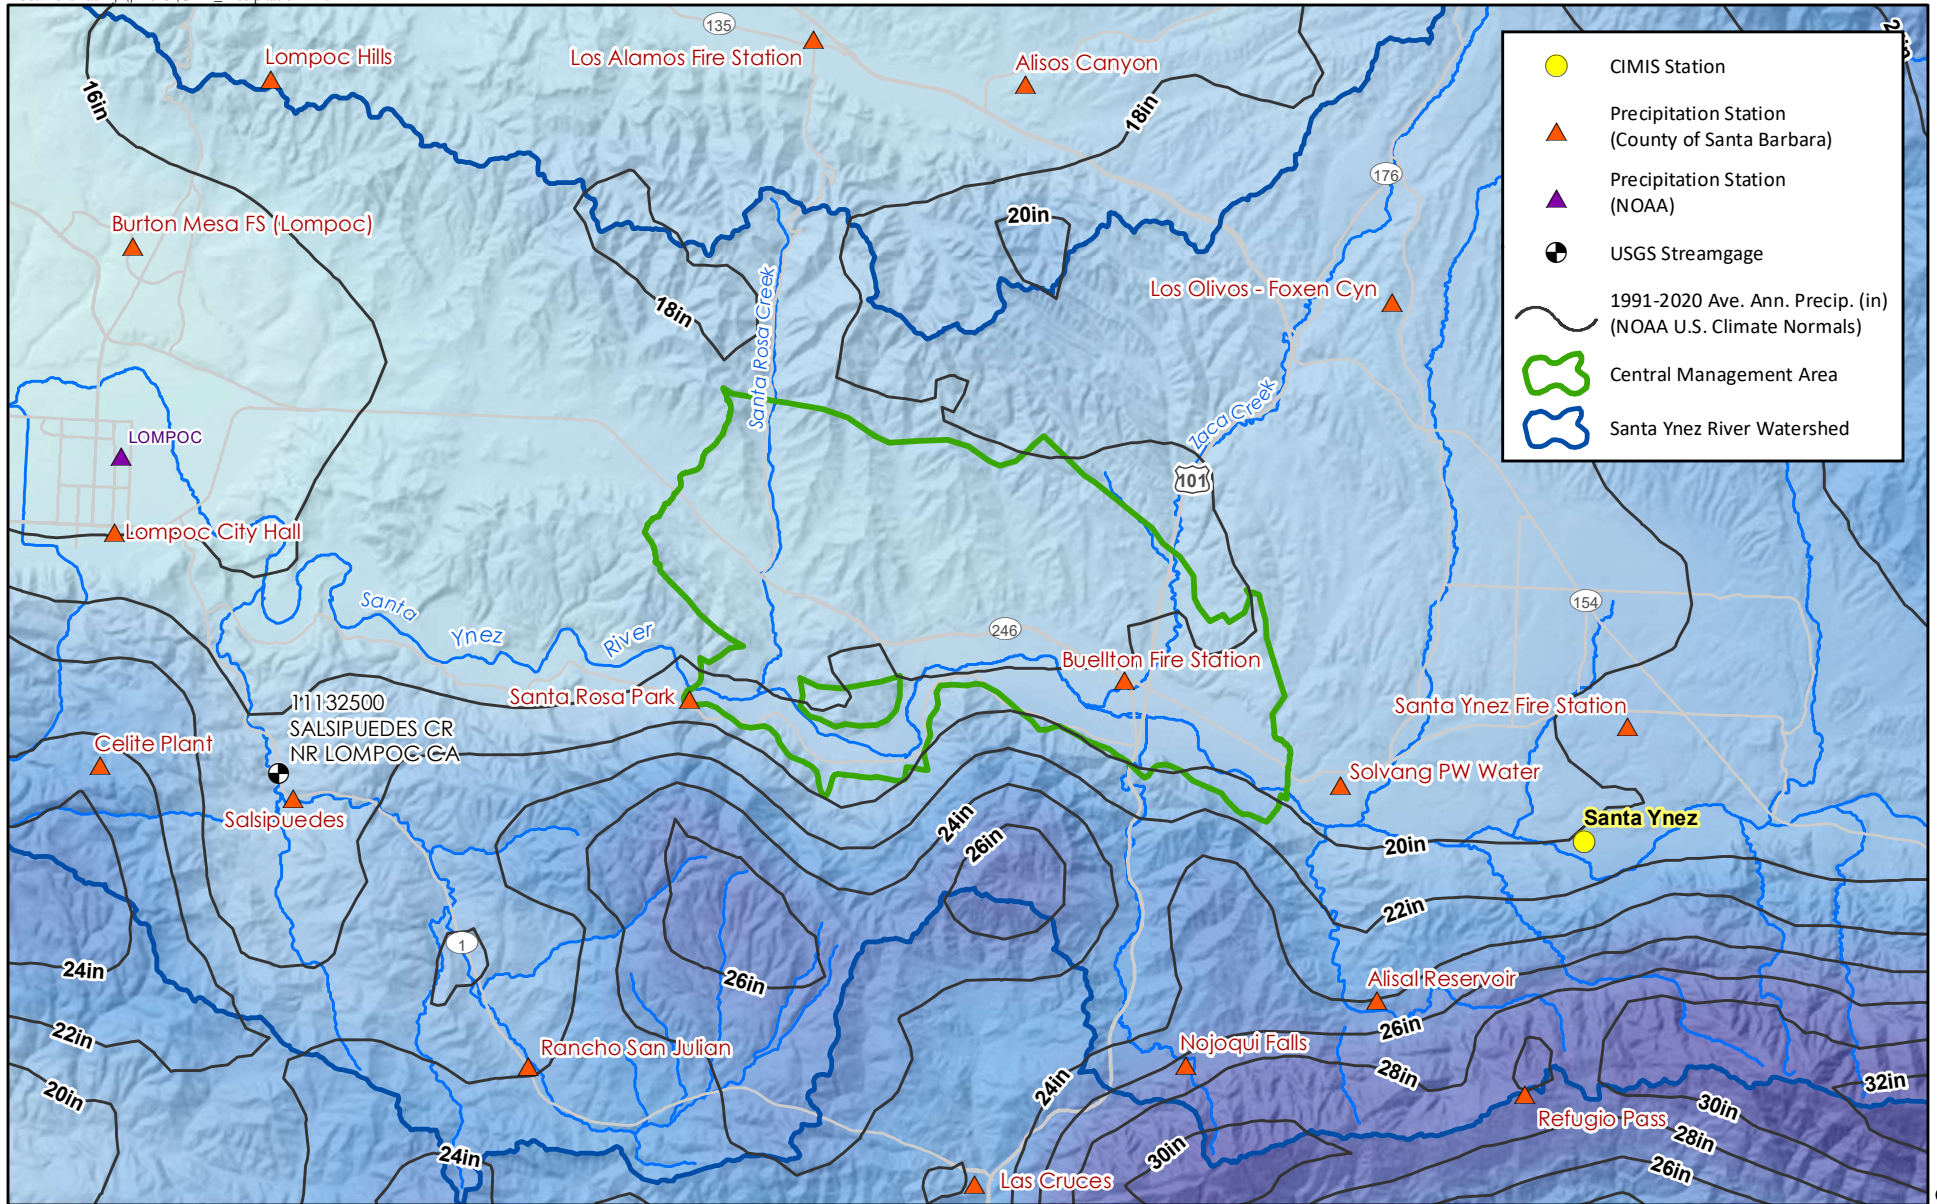 135
Lompoc Hills
Los Alamos Fire Station
Alisos Canyon
16in
18in
176
Burton Mesa FS (Lompoc)
20in
Los Olivos - Foxen Cyn
18in
Santa Rosa Creek
Zaca Creek
101
LOMPOC
Lompoc City Hall
154
Santa
Ynez
River
246
Buellton Fire Station
Santa Rosa Park
Santa Ynez Fire Station
11132500
SALSIPUEDES CR
NR LOMPOC CA
Celite Plant
Solvang PW Water
Salsipuedes
Santa Ynez
24in
26in
20in
22in
1
24in
26in
Alisal Reservoir
26in
22in
Rancho San Julian
Nojoqui Falls
28in
20in
24in
32in
30in
Refugio Pass
28in
30in
24in
26in
Las Cruces
CIMIS Station
Precipitation Station
(County of Santa Barbara)
Precipitation Station
(NOAA)
USGS Streamgage
1991-2020 Ave. Ann. Precip. (in)
(NOAA U.S. Climate Normals)
Central Management Area
Santa Ynez River Watershed